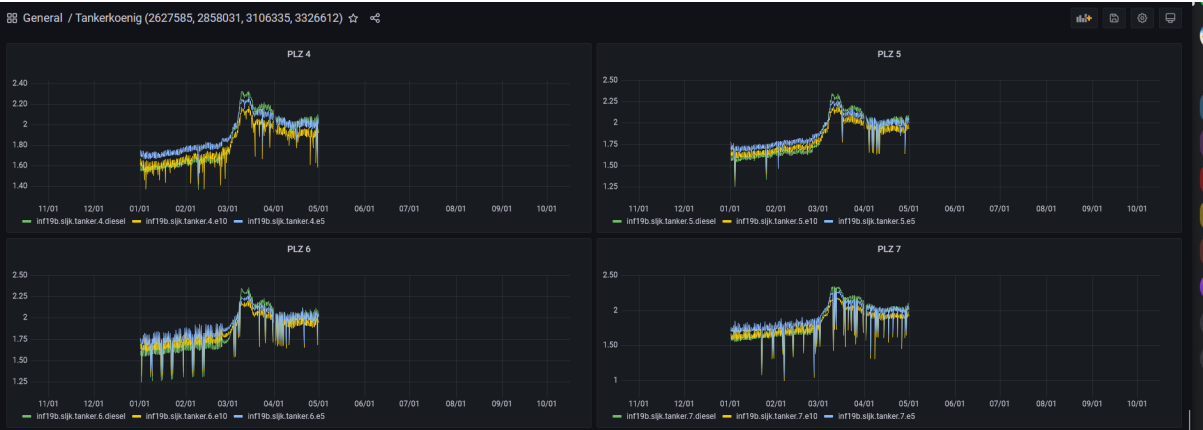 General / Tankerkoenig (2627585, 2858031, 3106335, 3326612)
PLZ 4
2.40
2.20
2
1.80
1.60
1.40
11/01 12/01 01/01 02/01 03/01 04/01 05/01 06/01 07/01 08/01 09/01 10/01
inf19b.sljk.tanker.4.diesel inf19b.sljk.tanker.4.e10 inf19b.sljk.tanker.4.e5
PLZ 5
2.50
2.25
2
1.75
1.50
1.25
11/01 12/01 01/01 02/01 03/01 04/01 05/01 06/01 07/01 08/01 09/01 10/01
inf19b.sljk.tanker.5.diesel inf19b.sljk.tanker.5.e10 inf19b.sljk.tanker.5.e5
PLZ 6
2.50
2.25
2
1.75
1.50
1.25
11/01 12/01 01/01 02/01 03/01 04/01 05/01 06/01 07/01 08/01 09/01 10/01
inf19b.sljk.tanker.6.diesel inf19b.sljk.tanker.6.e10 inf19b.sljk.tanker.6.e5
PLZ 7
2.50
2
1.50
1
11/01 12/01 01/01 02/01 03/01 04/01 05/01 06/01 07/01 08/01 09/01 10/01
inf19b.sljk.tanker.7.diesel inf19b.sljk.tanker.7.e10 inf19b.sljk.tanker.7.e5